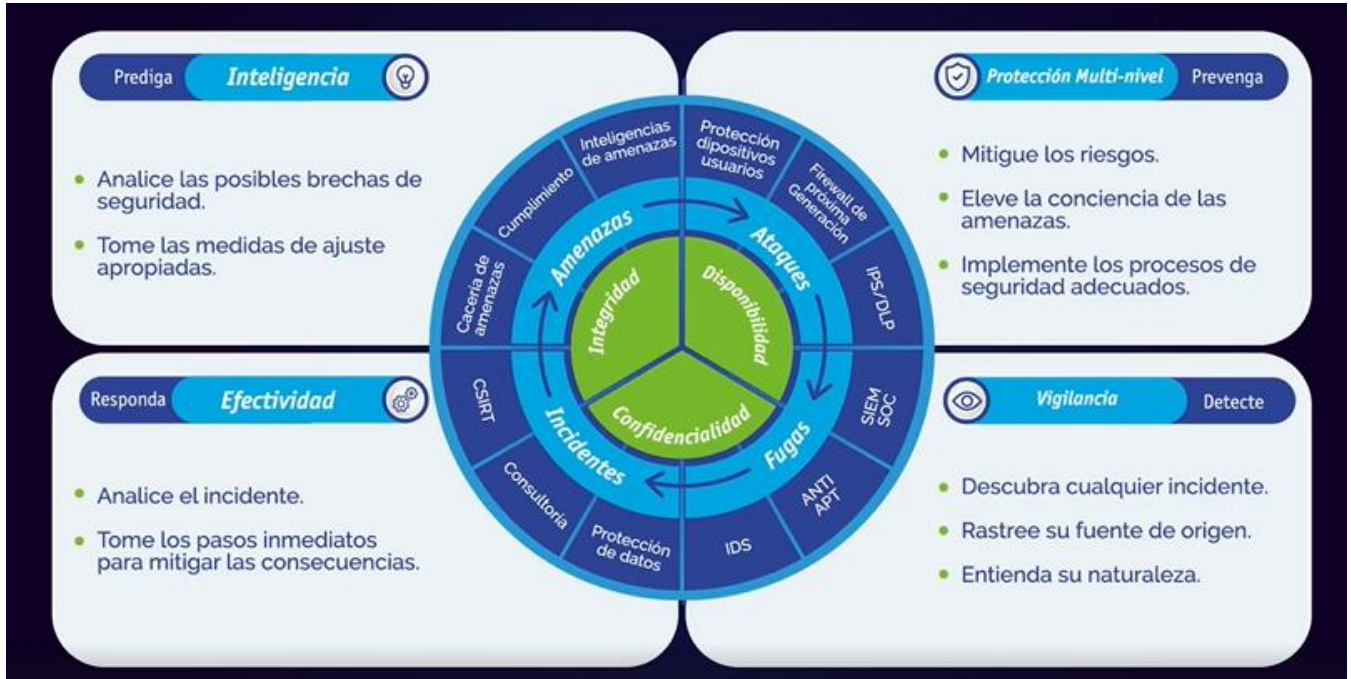 Prediga
Inteligencia
Analice las posibles brechas de
seguridad.
Tome las medidas de ajuste
apropiadas.
Protección Multi-nivel
Prevenga
Mitigue los riesgos.
Eleve la conciencia de las
amenazas.
Implemente los procesos de
seguridad adecuados.
Responda
Efectividad
Analice el incidente.
Tome los pasos inmediatos
para mitigar las consecuencias.
Vigilancia
Detecte
Descubra cualquier incidente.
Rastree su fuente de origen.
Entienda su naturaleza.
Inteligencias
de amenazas
Protección
dipositivos
usuarios
Firewall de
próxima
Generación
IPS/DLP
SIEM
SOC
ANTI
APT
IDS
Protección
de datos
Consultoría
CSIRT
Caceria de
amenazas
Cumplimiento
Amenazas
Ataques
Fugas
Incidentes
Integridad
Disponibilidad
Confidencialidad